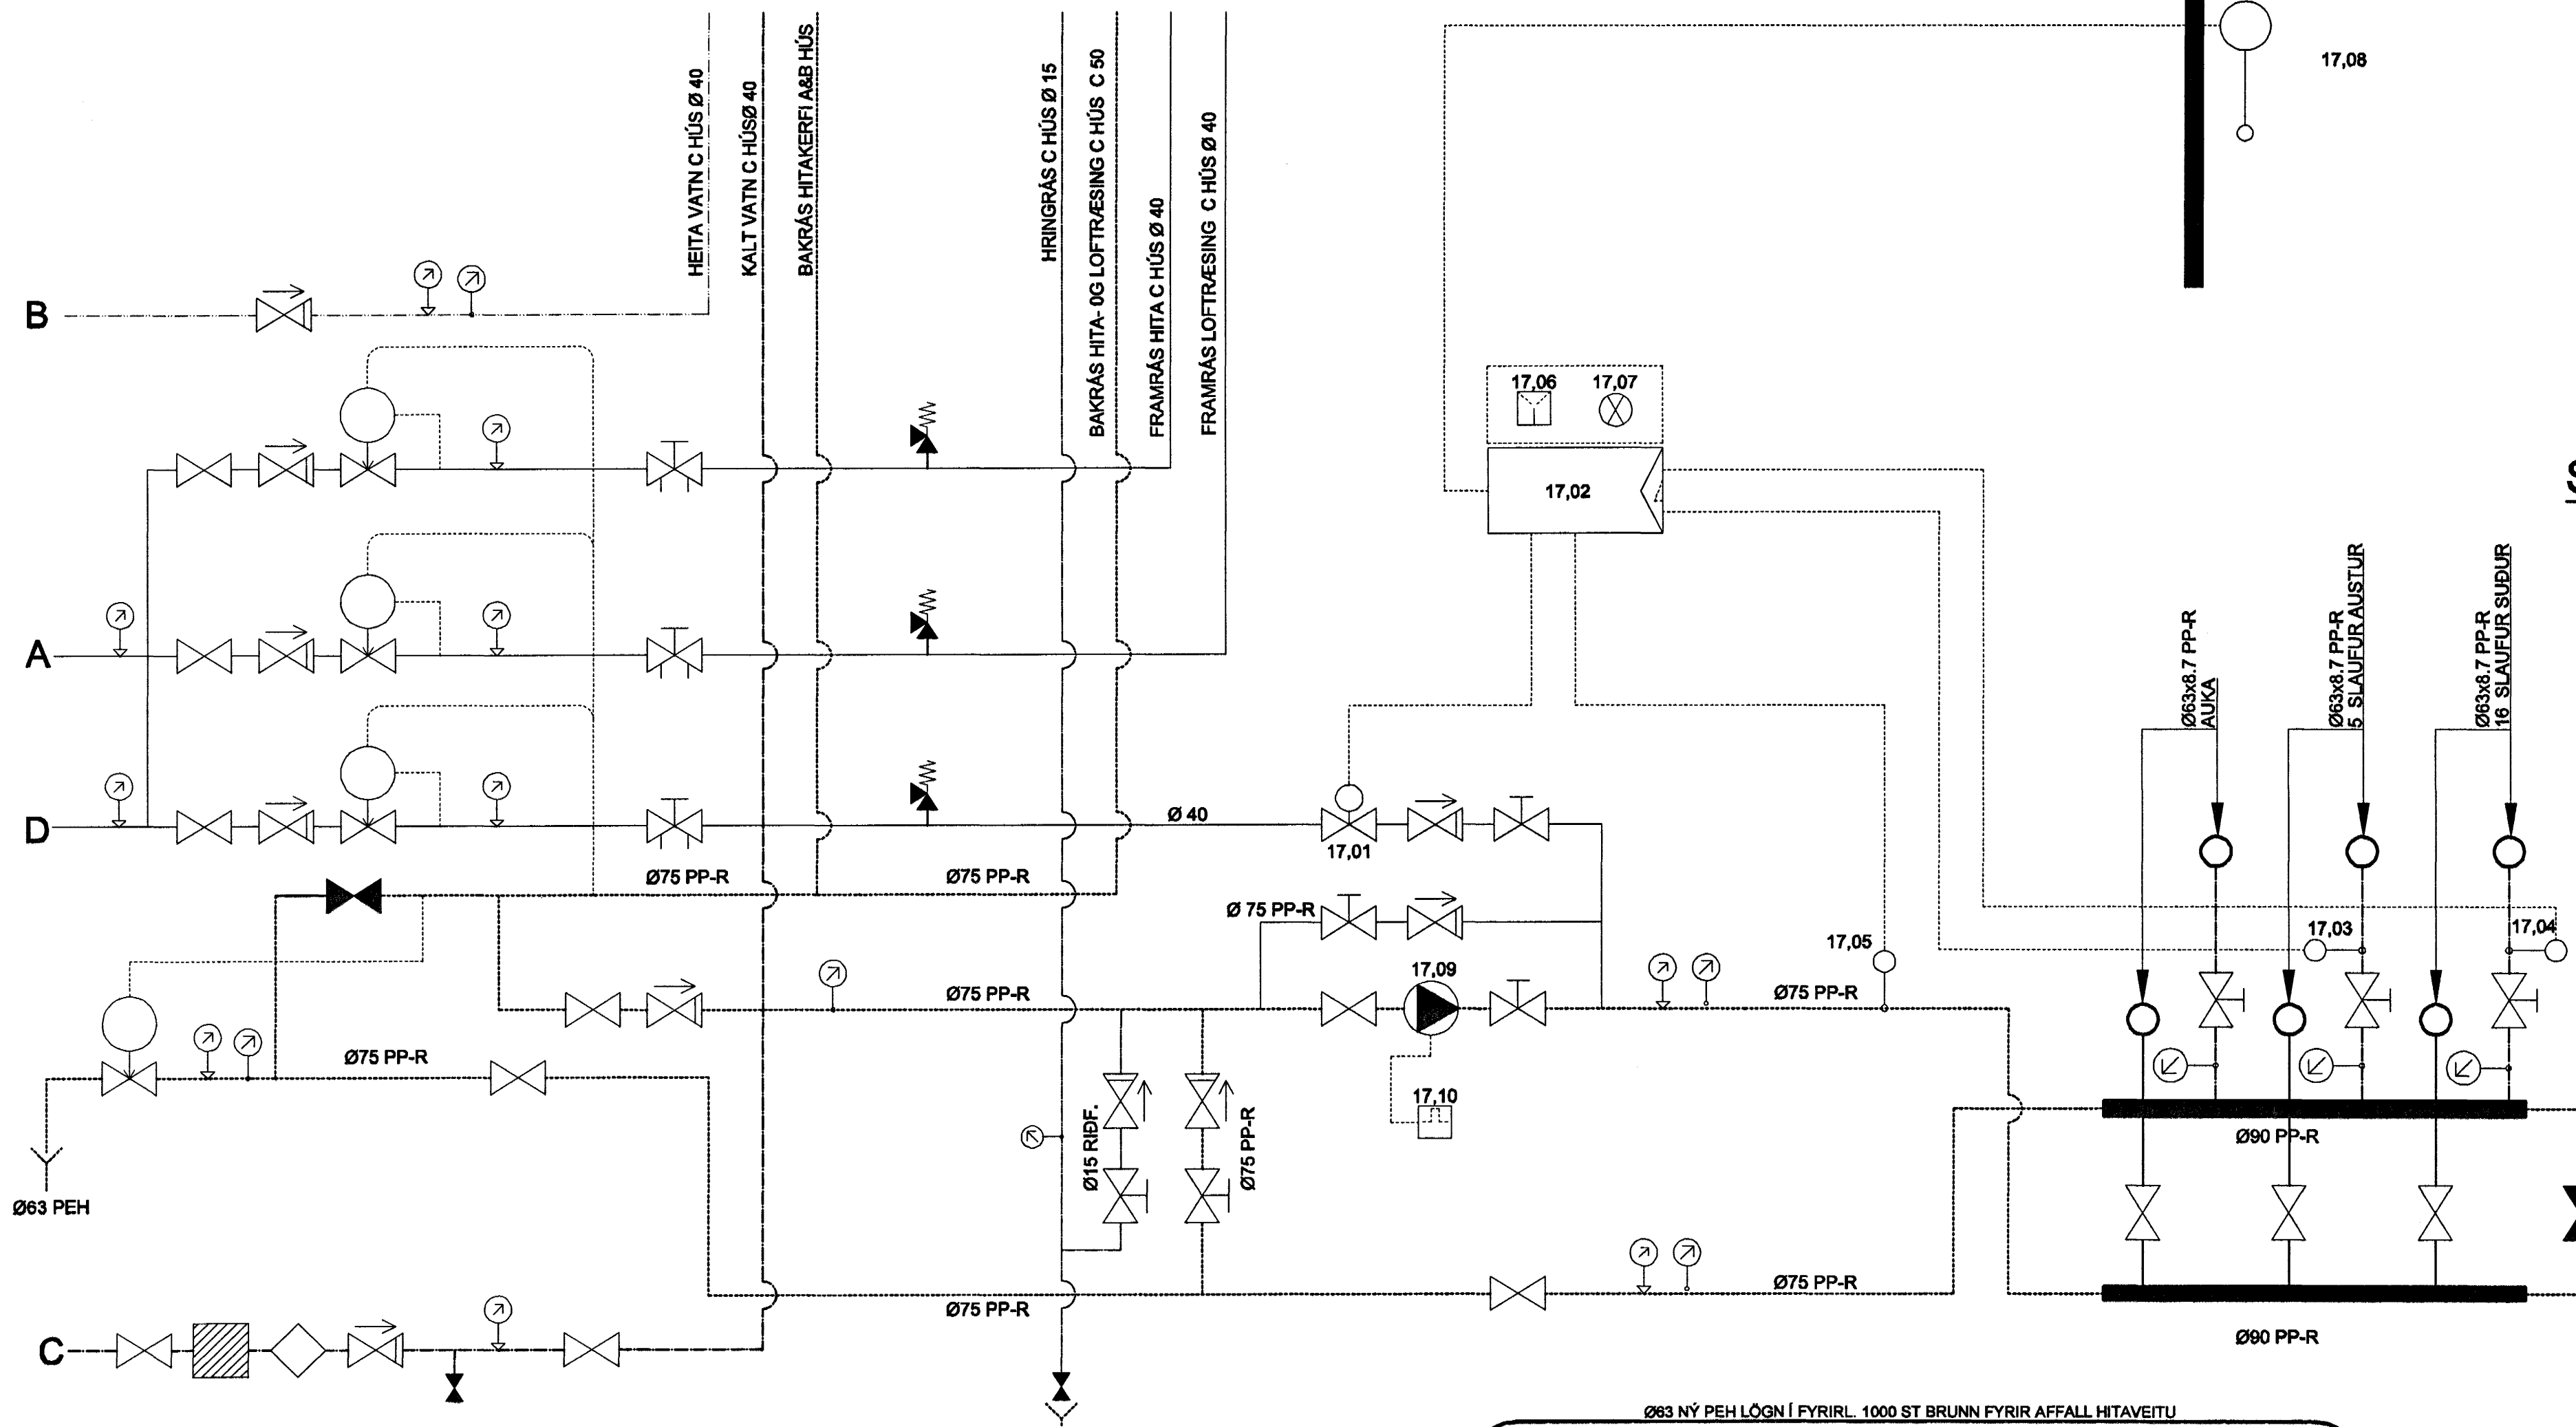 HEITA VATN C HÚS Ø 40
KALT VATN C HÚSØ 40
BAKRÁS HITAKERFI A&B HÚS
HRINGRÁS C HÚS Ø 15
BAKRÁS HITA- 0G LOFTRÆSING C HÚS C 50
FRAMRÁS HITA C HÚS Ø 40
FRAMRÁS LOFTRÆSING C HÚS Ø 40
17,08
B
17,06
17,07
17,02
A
Ø63x8.7 PP-R
AUKA
Ø63x8.7 PP-R
5 SLAUFUR AUSTUR
Ø63x8.7 PP-R
16 SLAUFUR SUÐUR
D
Ø 40
17,01
Ø75 PP-R
Ø75 PP-R
Ø 75 PP-R
17,05
17,03
17,04
17,09
Ø75 PP-R
Ø75 PP-R
Ø75 PP-R
17,10
Ø15 RIÐF.
Ø75 PP-R
Ø90 PP-R
Ø63 PEH
Ø75 PP-R
Ø75 PP-R
Ø90 PP-R
C
Ø63 NÝ PEH LÖGN Í FYRIRL. 1000 ST BRUNN FYRIR AFFALL HITAVEITU